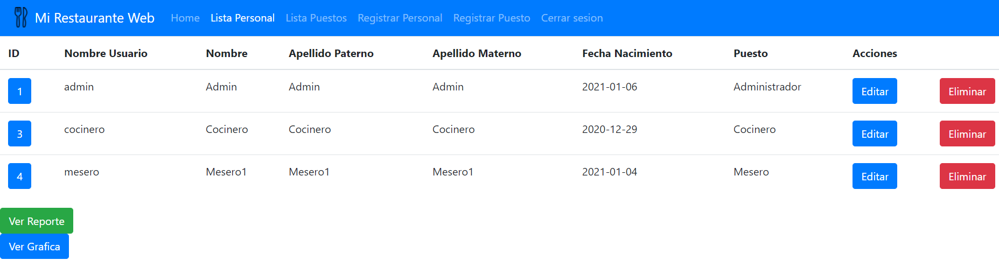 Mi Restaurante Web Home Lista Personal Lista Puestos Registrar Personal Registrar Puesto Cerrar sesion
ID Nombre Usuario Nombre Apellido Paterno Apellido Materno Fecha Nacimiento Puesto Acciones
1 admin Admin Admin Admin 2021-01-06 Administrador Editar Eliminar
3 cocinero Cocinero Cocinero Cocinero 2020-12-29 Cocinero Editar Eliminar
4 mesero Mesero1 Mesero1 Mesero1 2021-01-04 Mesero Editar Eliminar
Ver Reporte
Ver Grafica